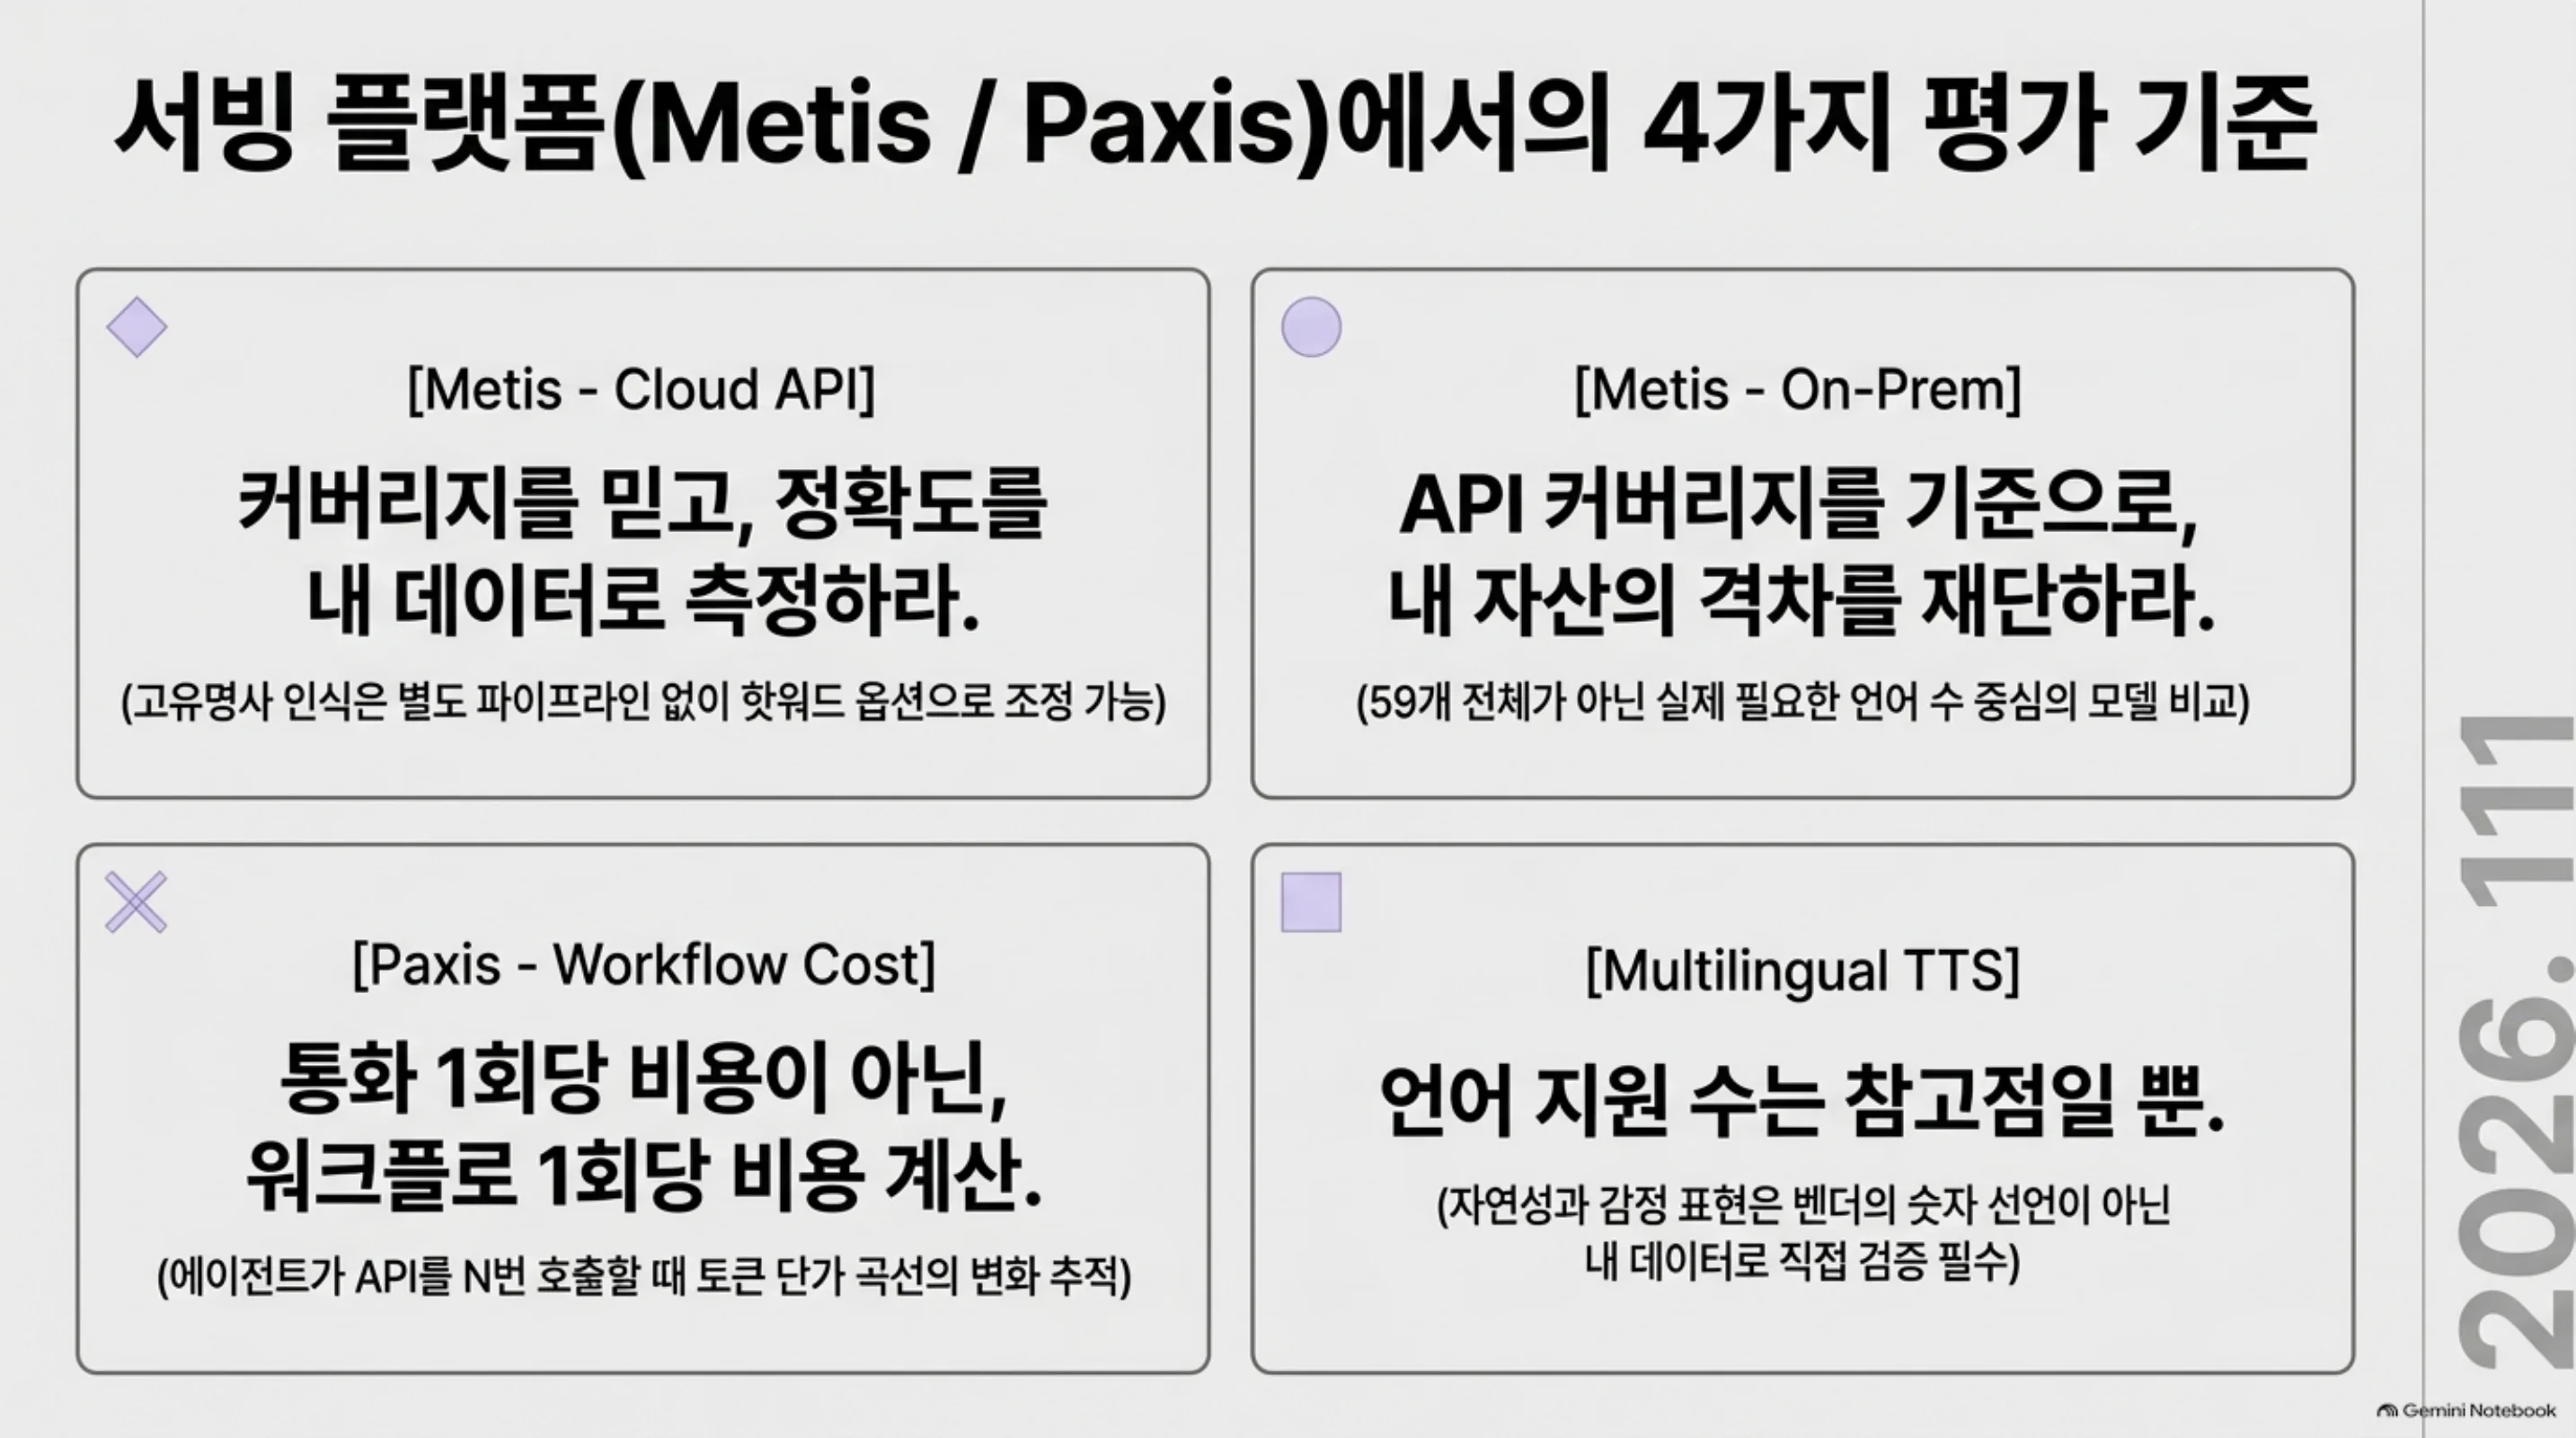 서빙 플랫폼(Metis / Paxis)에서의 4가지 평가 기준
[Metis - Cloud API]
커버리지를 믿고, 정확도를
내 데이터로 측정하라.
(고유명사 인식은 별도 파이프라인 없이 핫워드 옵션으로 조정 가능)
[Metis - On-Prem]
API 커버리지를 기준으로,
내 자산의 격차를 재단하라.
(59개 전체가 아닌 실제 필요한 언어 수 중심의 모델 비교)
[Paxis - Workflow Cost]
통화 1회당 비용이 아닌,
워크플로 1회당 비용 계산.
(에이전트가 API를 N번 호출할 때 토큰 단가 곡선의 변화 추적)
[Multilingual TTS]
언어 지원 수는 참고점일 뿐.
(자연성과 감정 표현은 벤더의 숫자 선언이 아닌
내 데이터로 직접 검증 필수)
2026. 111
Gemini Notebook